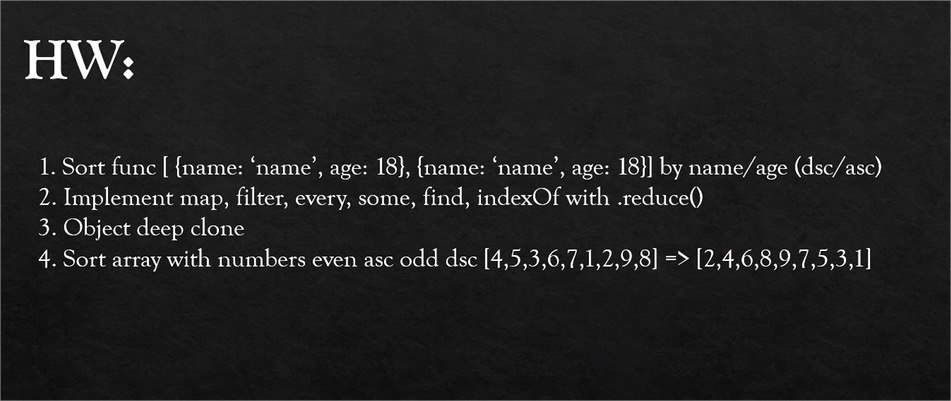 HW:
1. Sort func [ {name: ‘name’, age: 18}, {name: ‘name’, age: 18}] by name/age (dsc/asc)
2. Implement map, filter, every, some, find, indexOf with .reduce()
3. Object deep clone
4. Sort array with numbers even asc odd dsc [4,5,3,6,7,1,2,9,8] => [2,4,6,8,9,7,5,3,1]